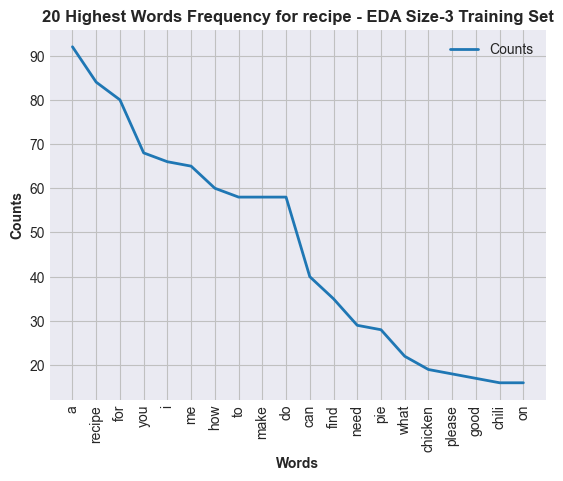 20 Highest Words Frequency for recipe - EDA Size-3 Training Set
Counts
Counts
90
80
70
60
50
40
30
20
a
recipe
for
you
i
me
how
to
make
do
can
find
need
pie
what
chicken
please
good
chili
on
Words